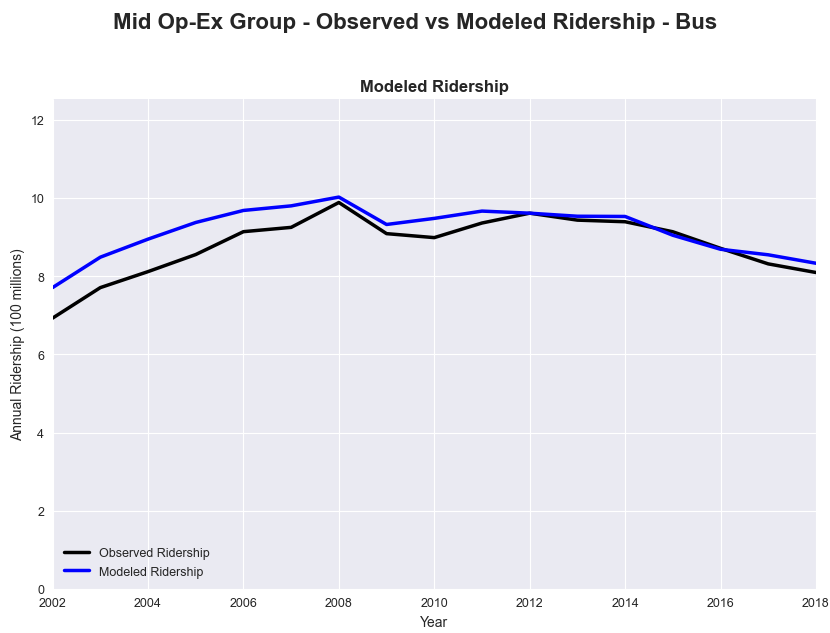 Mid Op-Ex Group - Observed vs Modeled Ridership - Bus
Modeled Ridership
Annual Ridership (100 millions)
12
10
8
6
4
2
0
Observed Ridership
Modeled Ridership
2002 2004 2006 2008 2010 2012 2014 2016 2018
Year